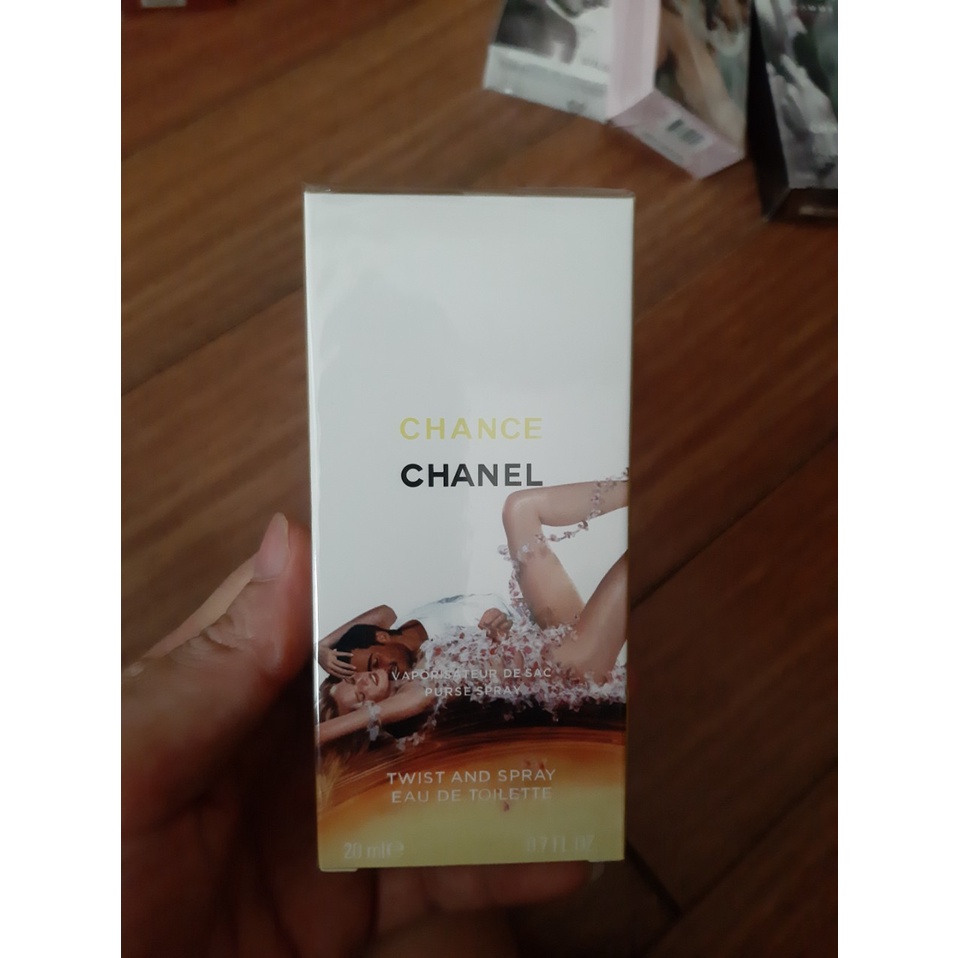 CHANCE
CHANEL
VAPORISATEUR DE SAC
PURSE SPRAY
TWIST AND SPRAY
EAU DE TOILETTE
20 ml℮ 0.7 fl. oz.